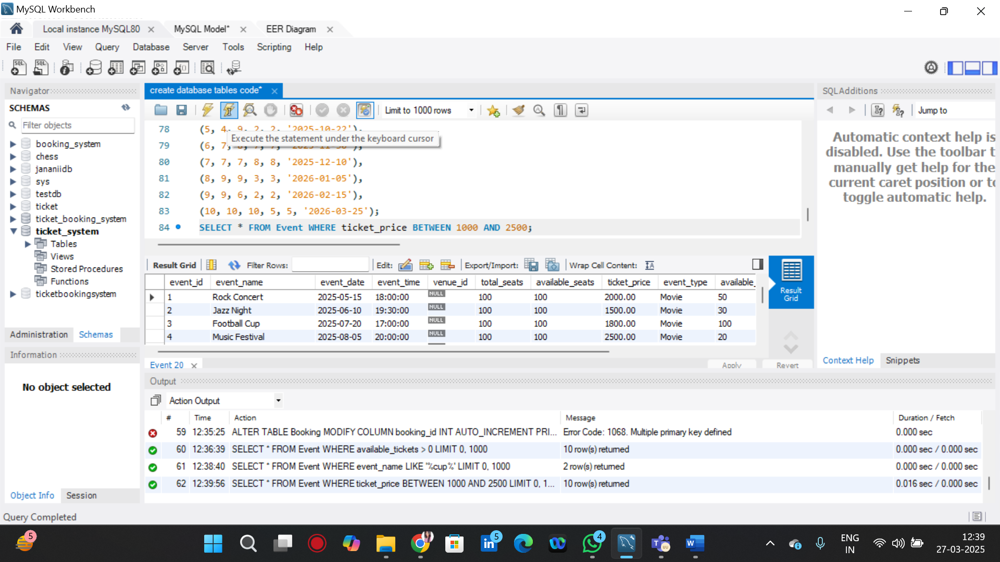 MySQL Workbench
Local instance MySQL80
MySQL Model*
EER Diagram
File Edit View Query Database Server Tools Scripting Help
Navigator
SCHEMAS
Filter objects
booking_system
chess
jananiidb
sys
testdb
ticket
ticket_booking_system
ticket_system
Tables
Views
Stored Procedures
Functions
ticketbookingsystem
Administration Schemas
Information
No object selected
Object Info Session
create database tables code*
Limit to 1000 rows
78 (5, 4, 9, 2, 2, '2025-10-22'),
Execute the statement under the keyboard cursor
79 (6, 7,
80 (7, 7, 7, 8, 8, '2025-12-10'),
81 (8, 9, 9, 3, 3, '2026-01-05'),
82 (9, 9, 6, 2, 2, '2026-02-15'),
83 (10, 10, 10, 5, 5, '2026-03-25');
84 SELECT * FROM Event WHERE ticket_price BETWEEN 1000 AND 2500;
Result Grid Filter Rows: Edit: Export/Import: Wrap Cell Content:
event_id event_name event_date event_time venue_id total_seats available_seats ticket_price event_type available_
1 Rock Concert 2025-05-15 18:00:00 NULL 100 100 2000.00 Movie 50
2 Jazz Night 2025-06-10 19:30:00 NULL 100 100 1500.00 Movie 30
3 Football Cup 2025-07-20 17:00:00 NULL 100 100 1800.00 Movie 100
4 Music Festival 2025-08-05 20:00:00 NULL 100 100 2500.00 Movie 20
Result
Grid
Event 20
Apply Revert
SQLAdditions
Jump to
Automatic context help is
disabled. Use the toolbar t
manually get help for the
current caret position or to
toggle automatic help.
Context Help Snippets
Output
Action Output
# Time Action Message Duration / Fetch
59 12:35:25 ALTER TABLE Booking MODIFY COLUMN booking_id INT AUTO_INCREMENT PRI... Error Code: 1068. Multiple primary key defined 0.000 sec
60 12:36:39 SELECT * FROM Event WHERE available_tickets > 0 LIMIT 0, 1000 10 row(s) returned 0.000 sec / 0.000 sec
61 12:38:40 SELECT * FROM Event WHERE event_name LIKE '%cup%' LIMIT 0, 1000 2 row(s) returned 0.000 sec / 0.000 sec
62 12:39:56 SELECT * FROM Event WHERE ticket_price BETWEEN 1000 AND 2500 LIMIT 0, 1... 10 row(s) returned 0.016 sec / 0.000 sec
Query Completed
5
5
4
ENG
IN
12:39
27-03-2025